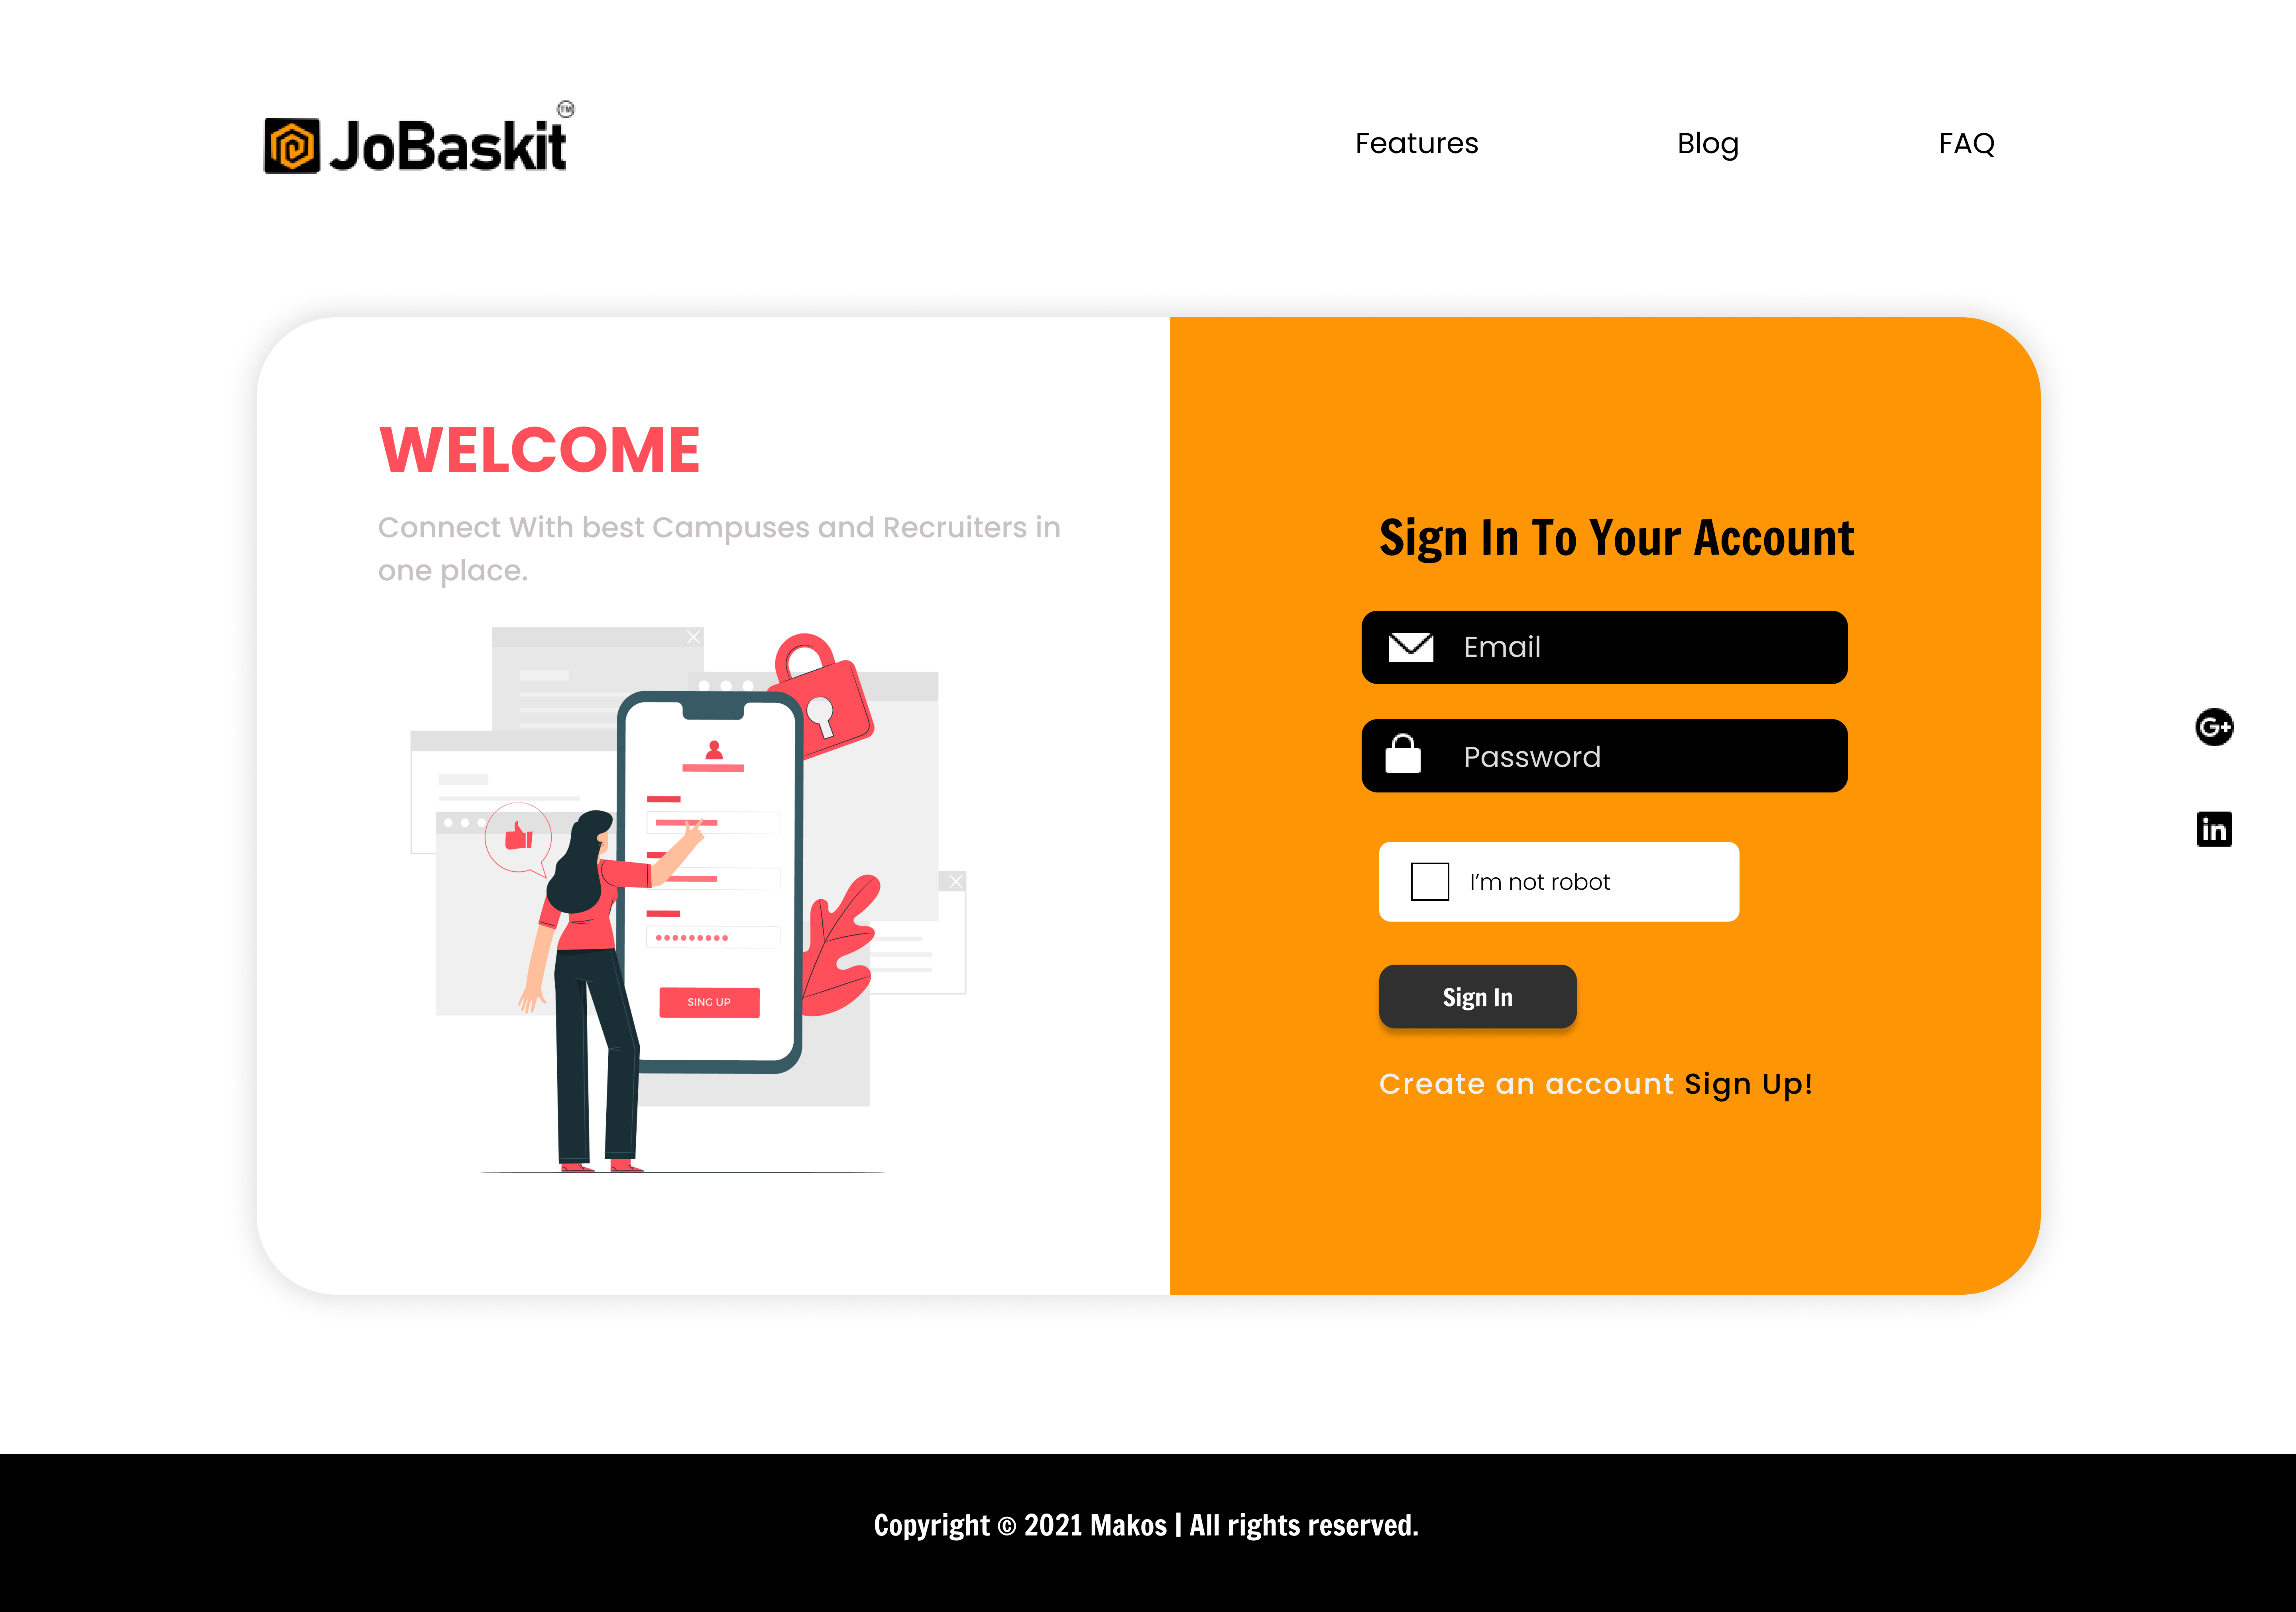 JoBaskit TM
Features Blog FAQ
WELCOME
Connect With best Campuses and Recruiters in
one place.
SING UP
Sign In To Your Account
Email
Password
I'm not robot
Sign In
Create an account Sign Up!
G+
in
Copyright © 2021 Makos | All rights reserved.